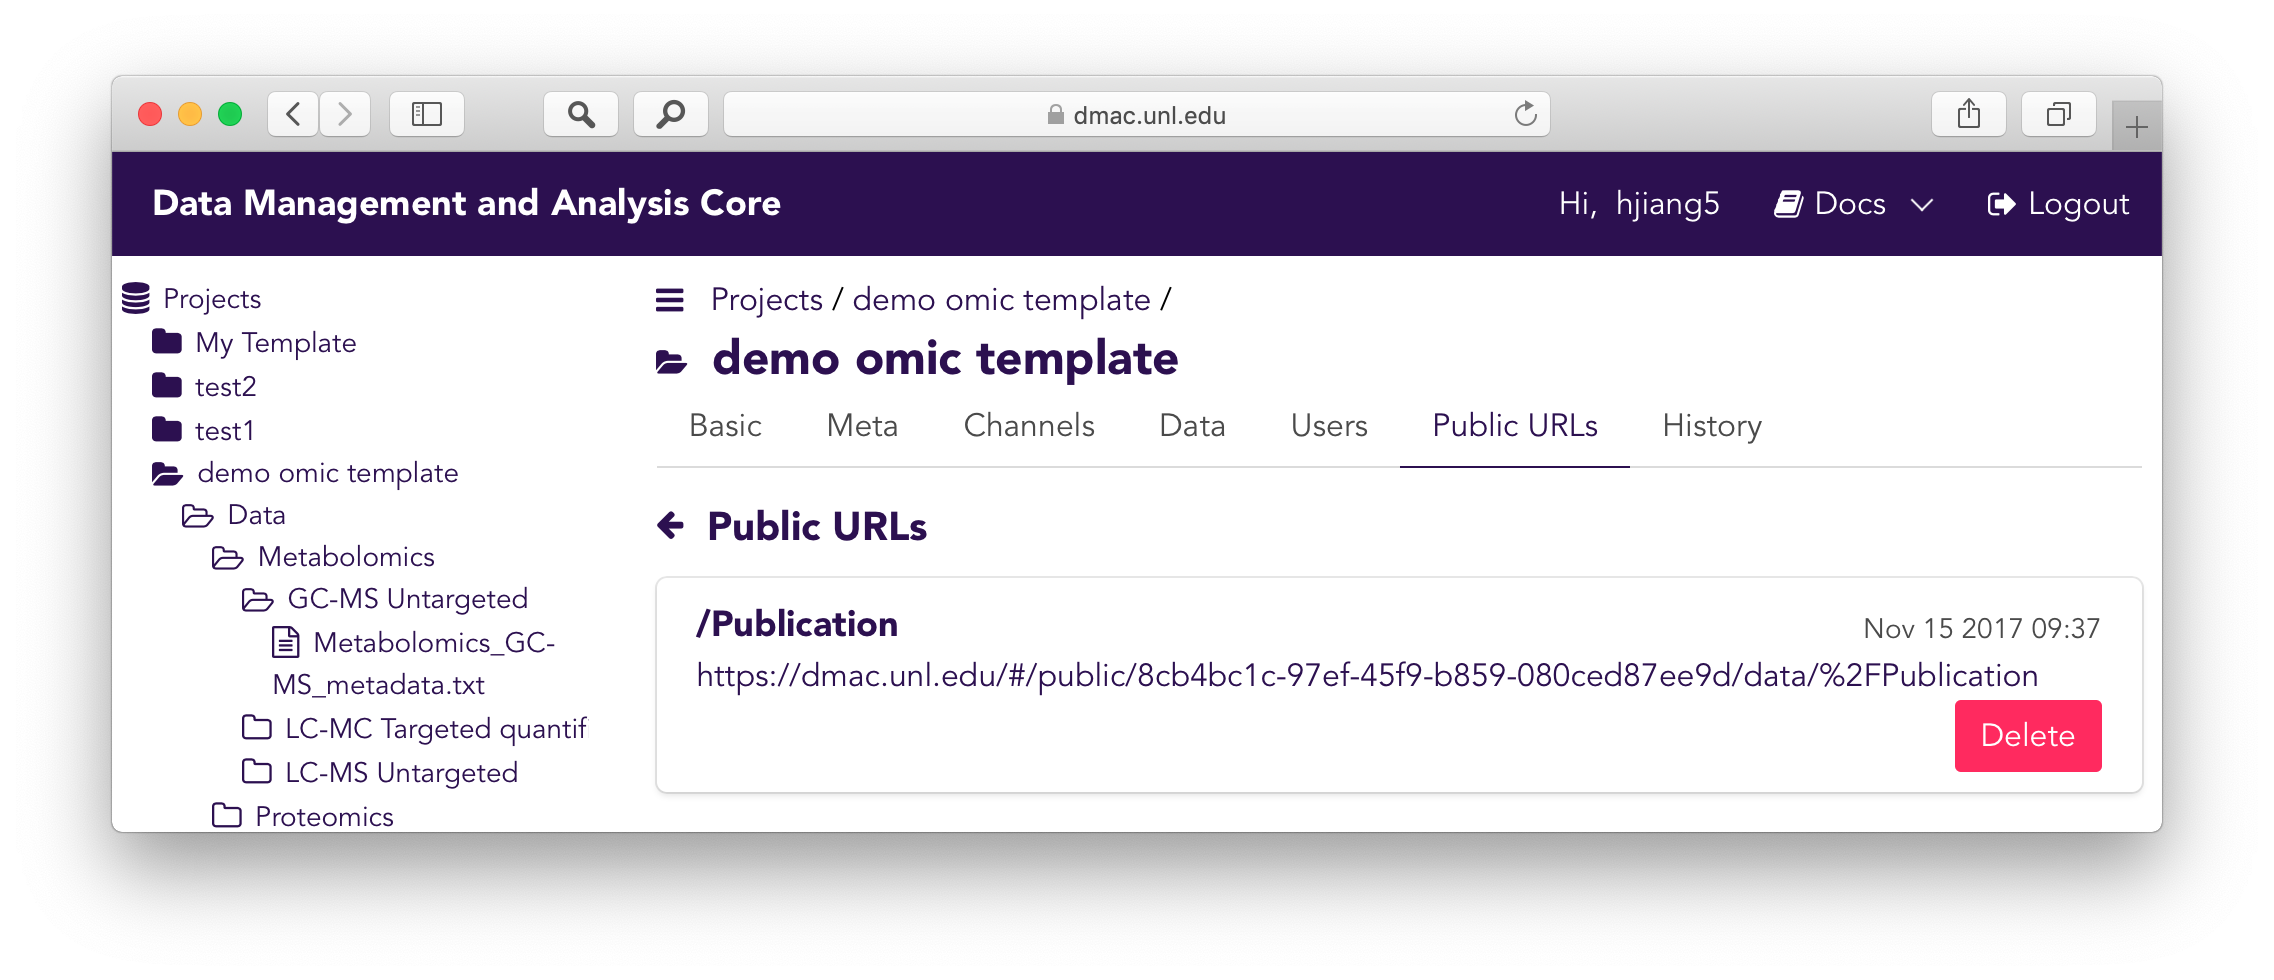 dmac.unl.edu
Data Management and Analysis Core
Hi, hjiang5
Docs
Logout
Projects
My Template
test2
test1
demo omic template
Data
Metabolomics
GC-MS Untargeted
Metabolomics_GC-
MS_metadata.txt
LC-MC Targeted quantif
LC-MS Untargeted
Proteomics
Projects / demo omic template /
demo omic template
Basic Meta Channels Data Users Public URLs History
Public URLs
/Publication
Nov 15 2017 09:37
https://dmac.unl.edu/#/public/8cb4bc1c-97ef-45f9-b859-080ced87ee9d/data/%2FPublication
Delete